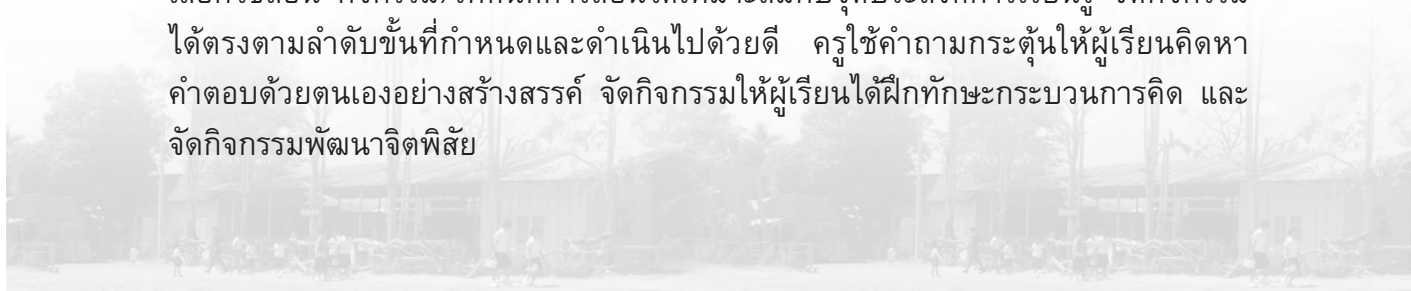 ได้ตรงตามลำดับขั้นที่กำหนดและดำเนินไปด้วยดี ครูใช้คำถามกระตุ้นให้ผู้เรียนคิดหา
คำตอบด้วยตนเองอย่างสร้างสรรค์ จัดกิจกรรมให้ผู้เรียนได้ฝึกทักษะกระบวนการคิด และ
จัดกิจกรรมพัฒนาจิตพิสัย